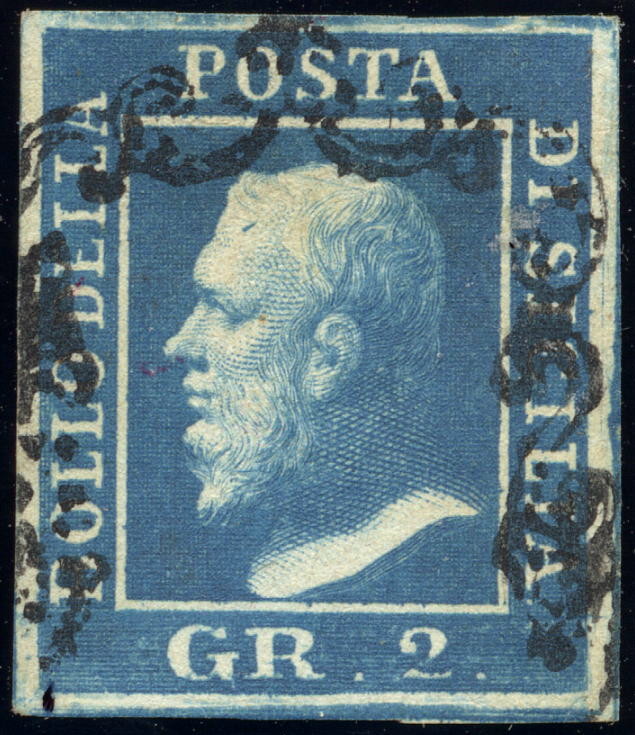 BOLLO DELLA
POSTA
DI SICILIA
GR. 2.